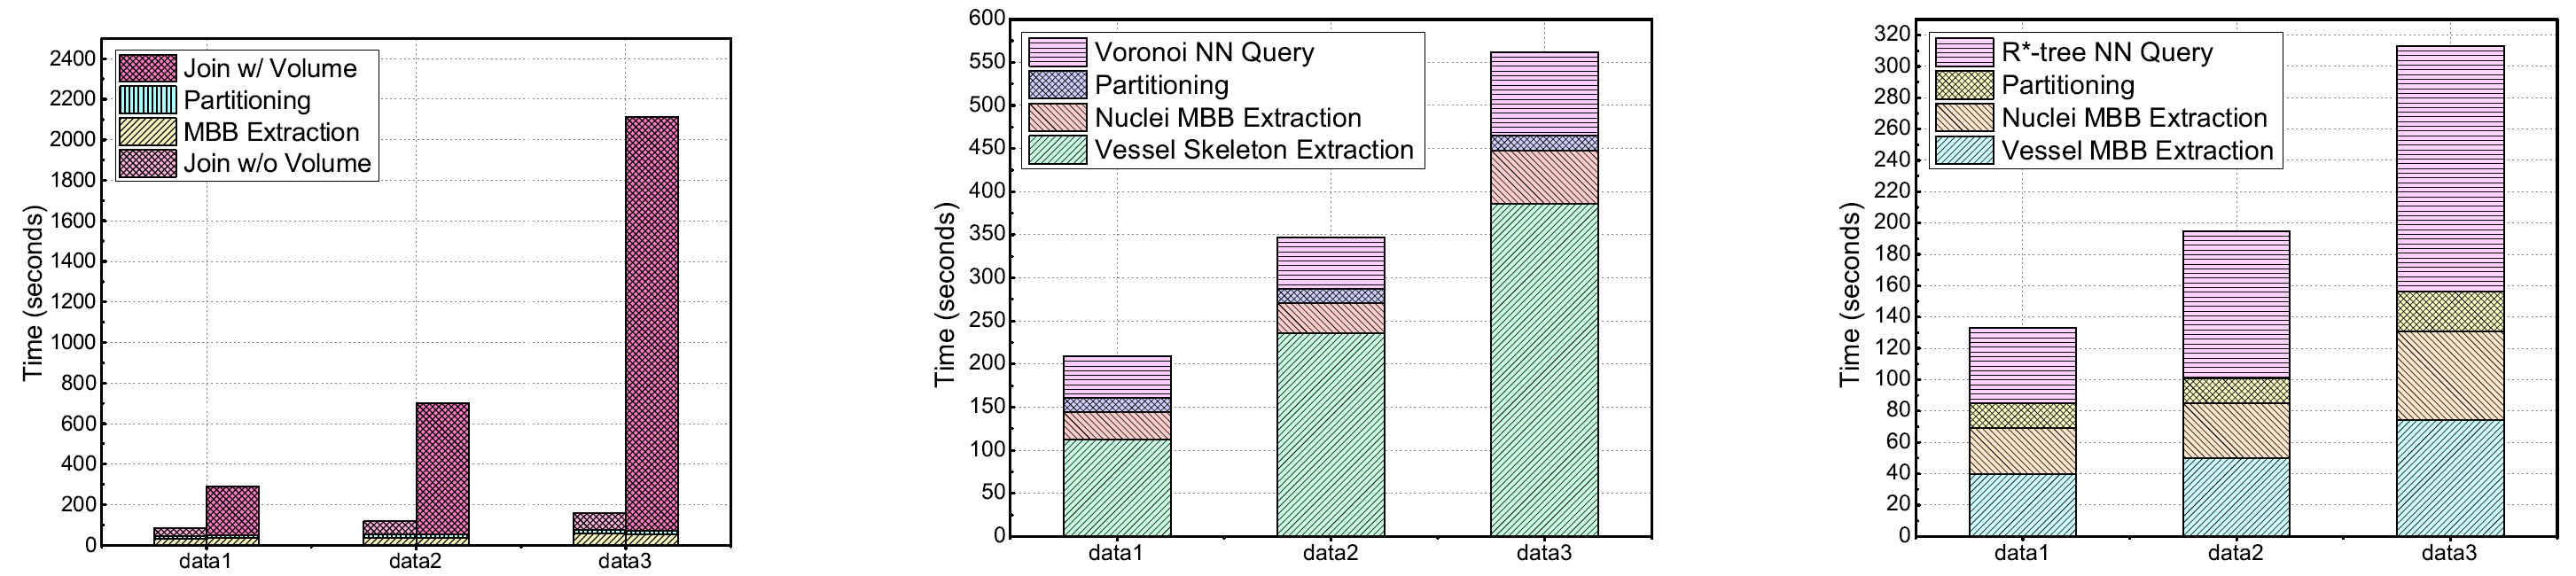 Time (seconds)
2400
2200
2000
1800
1600
1400
1200
1000
800
600
400
200
0
Join w/ Volume
Partitioning
MBB Extraction
Join w/o Volume
data1
data2
data3
Time (seconds)
600
550
500
450
400
350
300
250
200
150
100
50
0
Voronoi NN Query
Partitioning
Nuclei MBB Extraction
Vessel Skeleton Extraction
data1
data2
data3
Time (seconds)
320
300
280
260
240
220
200
180
160
140
120
100
80
60
40
20
0
R*-tree NN Query
Partitioning
Nuclei MBB Extraction
Vessel MBB Extraction
data1
data2
data3